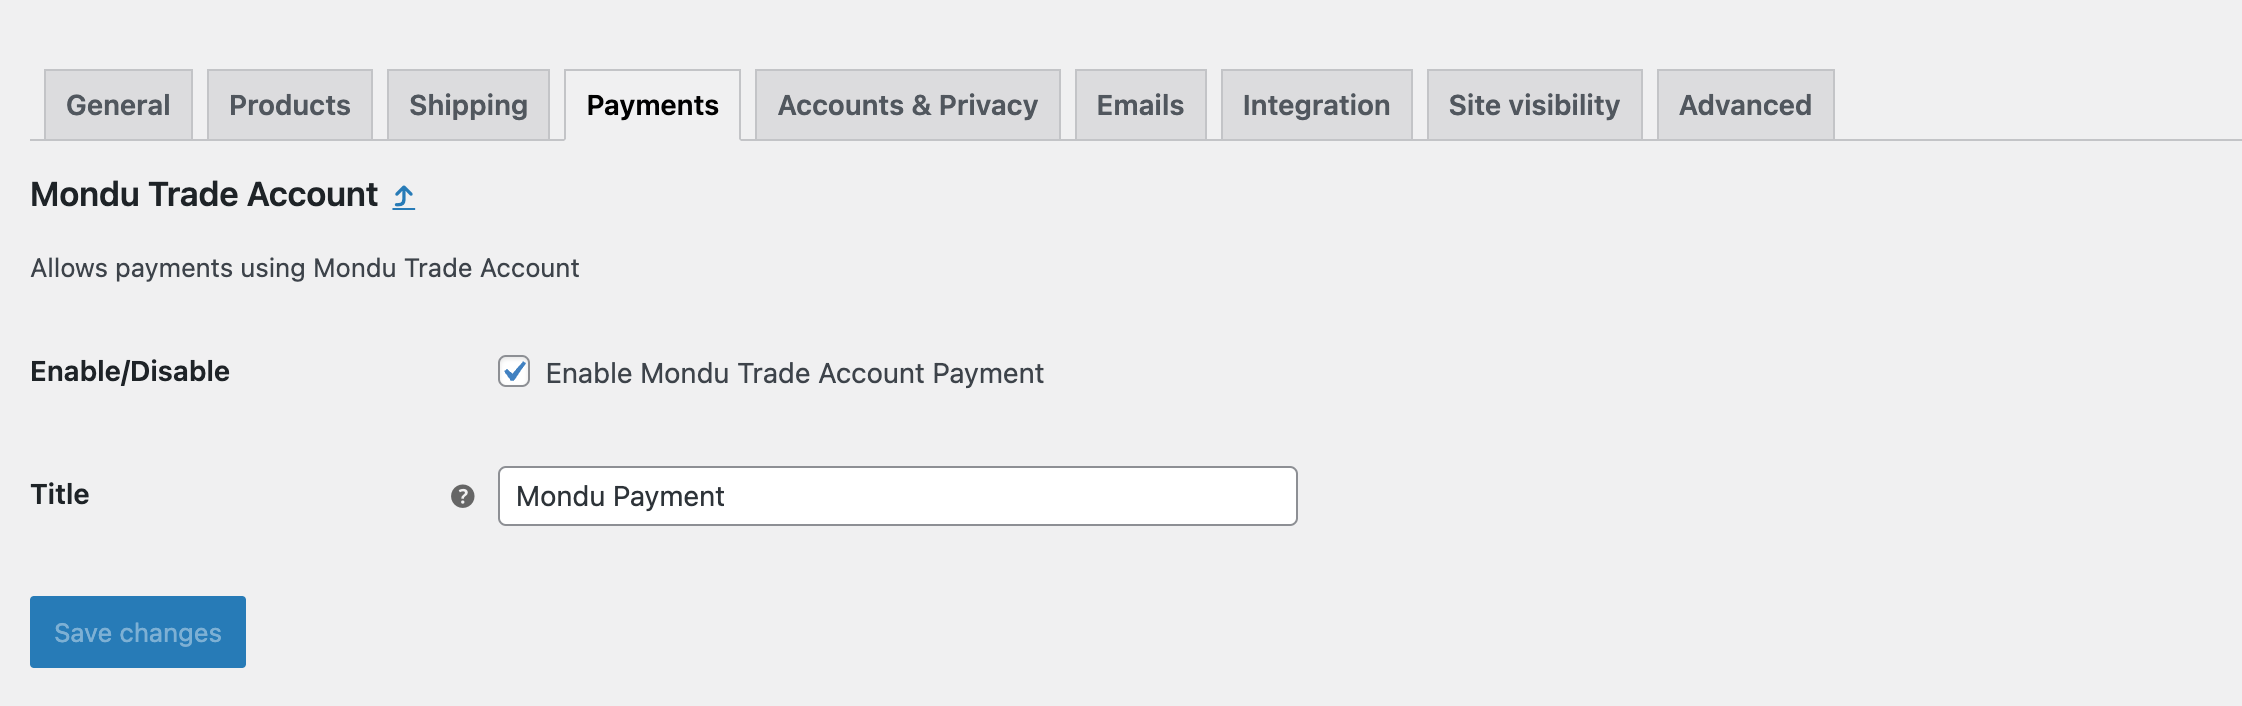 General Products Shipping Payments Accounts & Privacy Emails Integration Site visibility Advanced
Mondu Trade Account ⤴
Allows payments using Mondu Trade Account
Enable/Disable Enable Mondu Trade Account Payment
Title ? Mondu Payment
Save changes